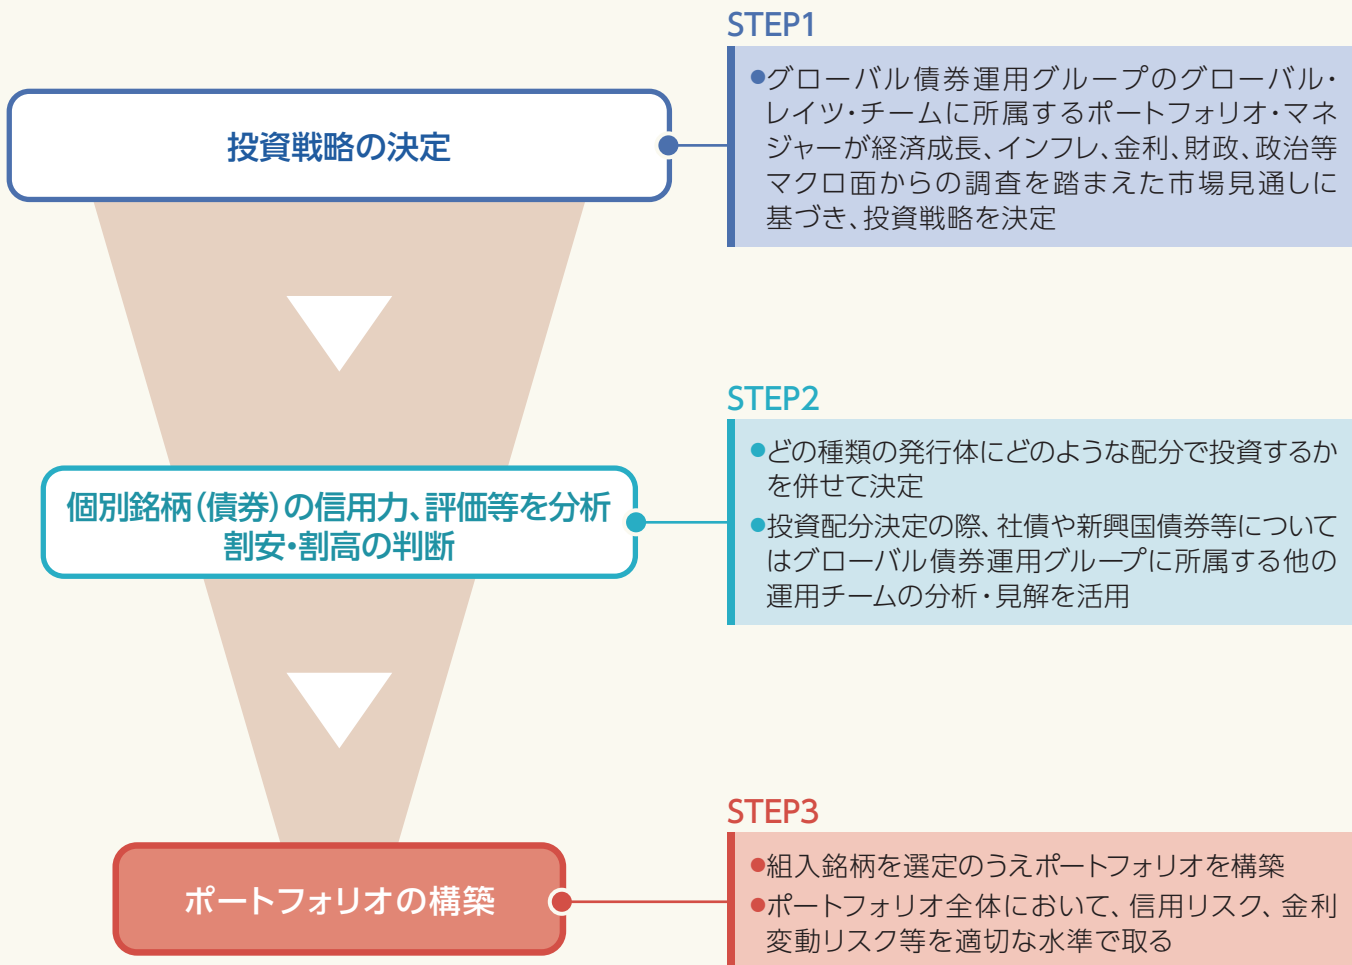 STEP1
投資戦略の決定
●グローバル債券運用グループのグローバル・
レイツ・チームに所属するポートフォリオ・マネ
ジャーが経済成長、インフレ、金利、財政、政治等
マクロ面からの調査を踏まえた市場見通しに
基づき、投資戦略を決定
STEP2
個別銘柄(債券)の信用力、評価等を分析
割安・割高の判断
●どの種類の発行体にどのような配分で投資するか
を併せて決定
●投資配分決定の際、社債や新興国債券等について
はグローバル債券運用グループに所属する他の
運用チームの分析・見解を活用
STEP3
ポートフォリオの構築
●組入銘柄を選定のうえポートフォリオを構築
●ポートフォリオ全体において、信用リスク、金利
変動リスク等を適切な水準で取る